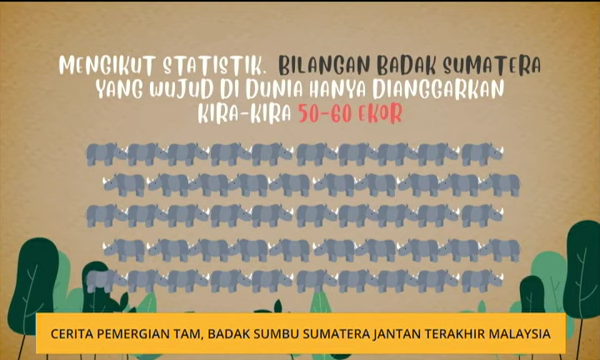 MENGIKUT STATISTIK, BILANGAN BADAK SUMATERA
YANG WUJUD DI DUNIA HANYA DIANGGARKAN
KIRA-KIRA 50-60 EKOR
CERITA PEMERGIAN TAM, BADAK SUMBU SUMATERA JANTAN TERAKHIR MALAYSIA